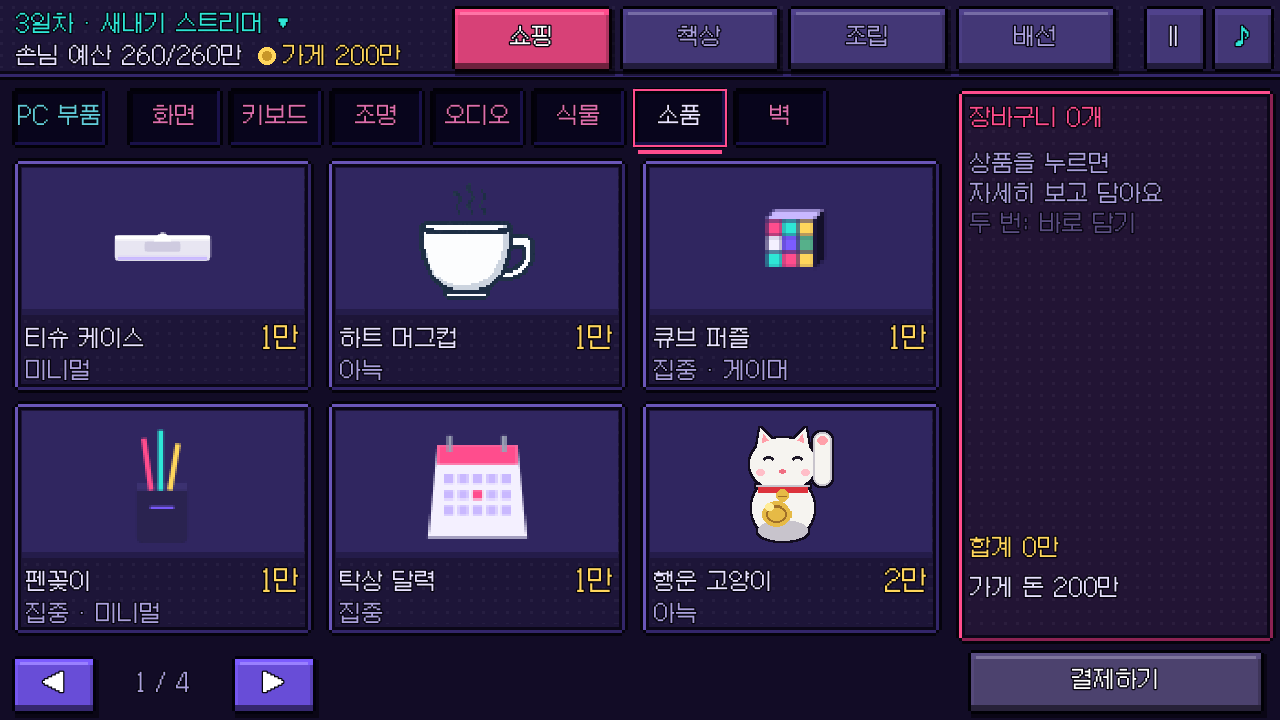 3일차 · 새내기 스트리머 ▼
손님 예산 260/260만 가게 200만
쇼핑
책상
조립
배선
PC 부품
화면
키보드
조명
오디오
식물
소품
벽
티슈 케이스 1만
미니멀
하트 머그컵 1만
아늑
큐브 퍼즐 1만
집중 · 게이머
펜꽂이 1만
집중 · 미니멀
탁상 달력 1만
집중
행운 고양이 2만
아늑
1 / 4
장바구니 0개
상품을 누르면
자세히 보고 담아요
두 번: 바로 담기
합계 0만
가게 돈 200만
결제하기